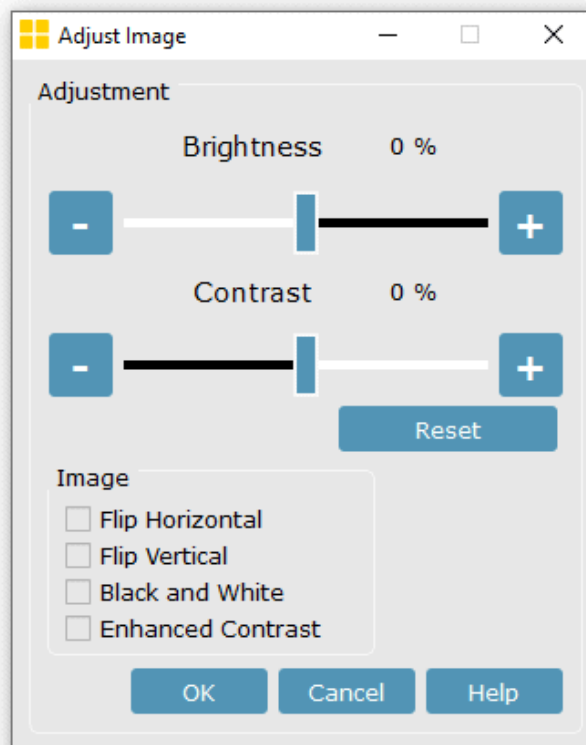 Adjust Image
Adjustment
Brightness 0 %
- +
Contrast 0 %
- +
Reset
Image
Flip Horizontal
Flip Vertical
Black and White
Enhanced Contrast
OK Cancel Help